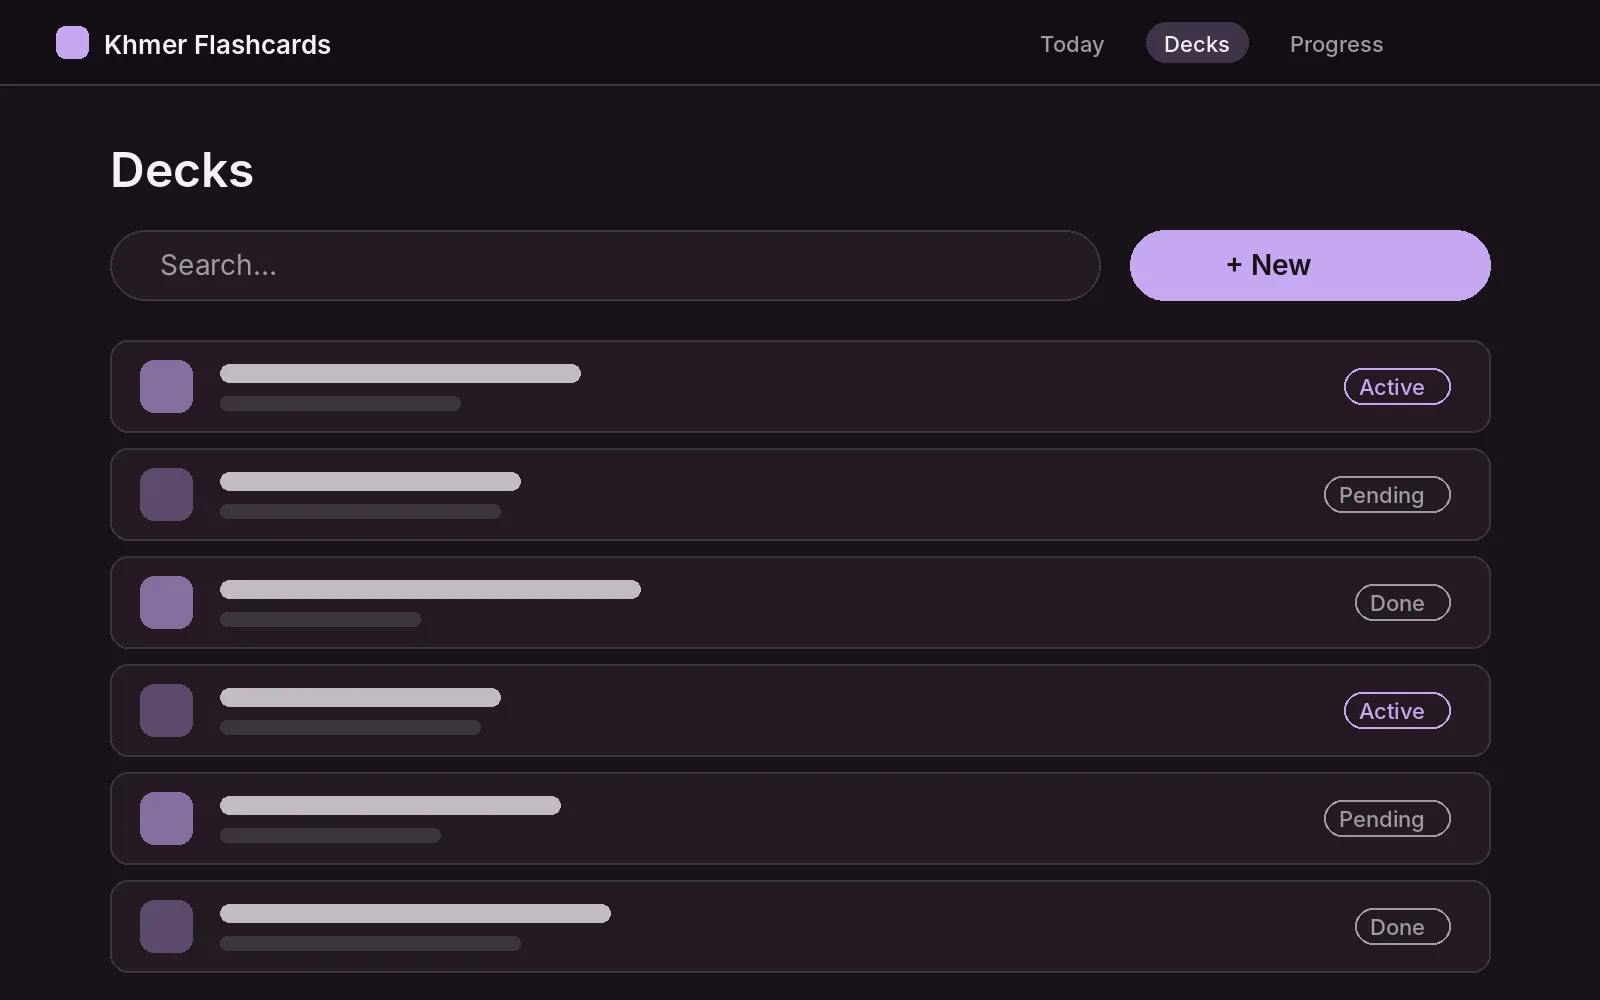 Khmer Flashcards
Today
Decks
Progress
Decks
Search...
+ New
Active
Pending
Done
Active
Pending
Done